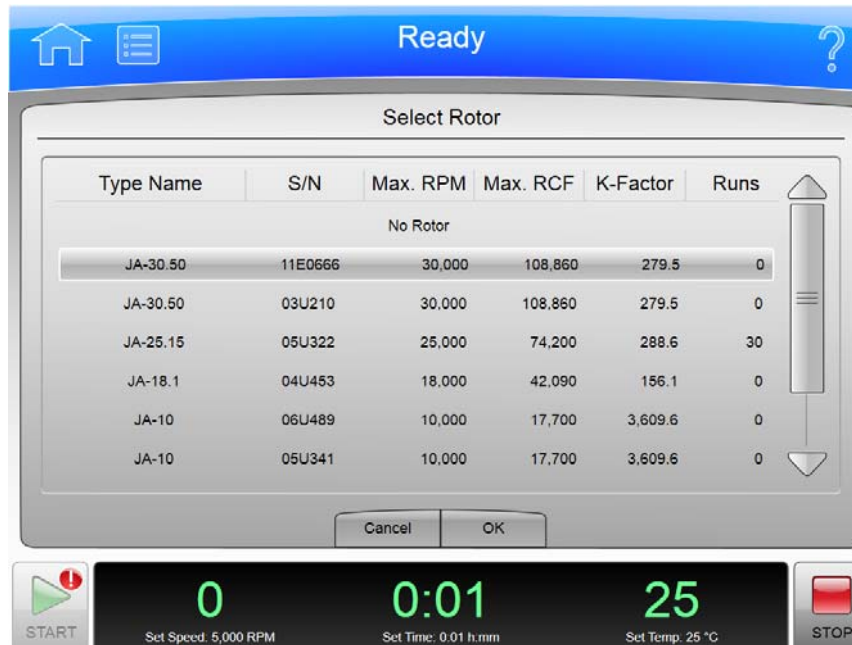 Ready
Select Rotor
Type Name S/N Max. RPM Max. RCF K-Factor Runs
No Rotor
JA-30.50 11E0666 30,000 108,860 279.5 0
JA-30.50 03U210 30,000 108,860 279.5 0
JA-25.15 05U322 25,000 74,200 288.6 30
JA-18.1 04U453 18,000 42,090 156.1 0
JA-10 06U489 10,000 17,700 3,609.6 0
JA-10 05U341 10,000 17,700 3,609.6 0
Cancel OK
START
0 0:01 25
Set Speed: 5,000 RPM Set Time: 0:01 h:mm Set Temp: 25 °C
STOP